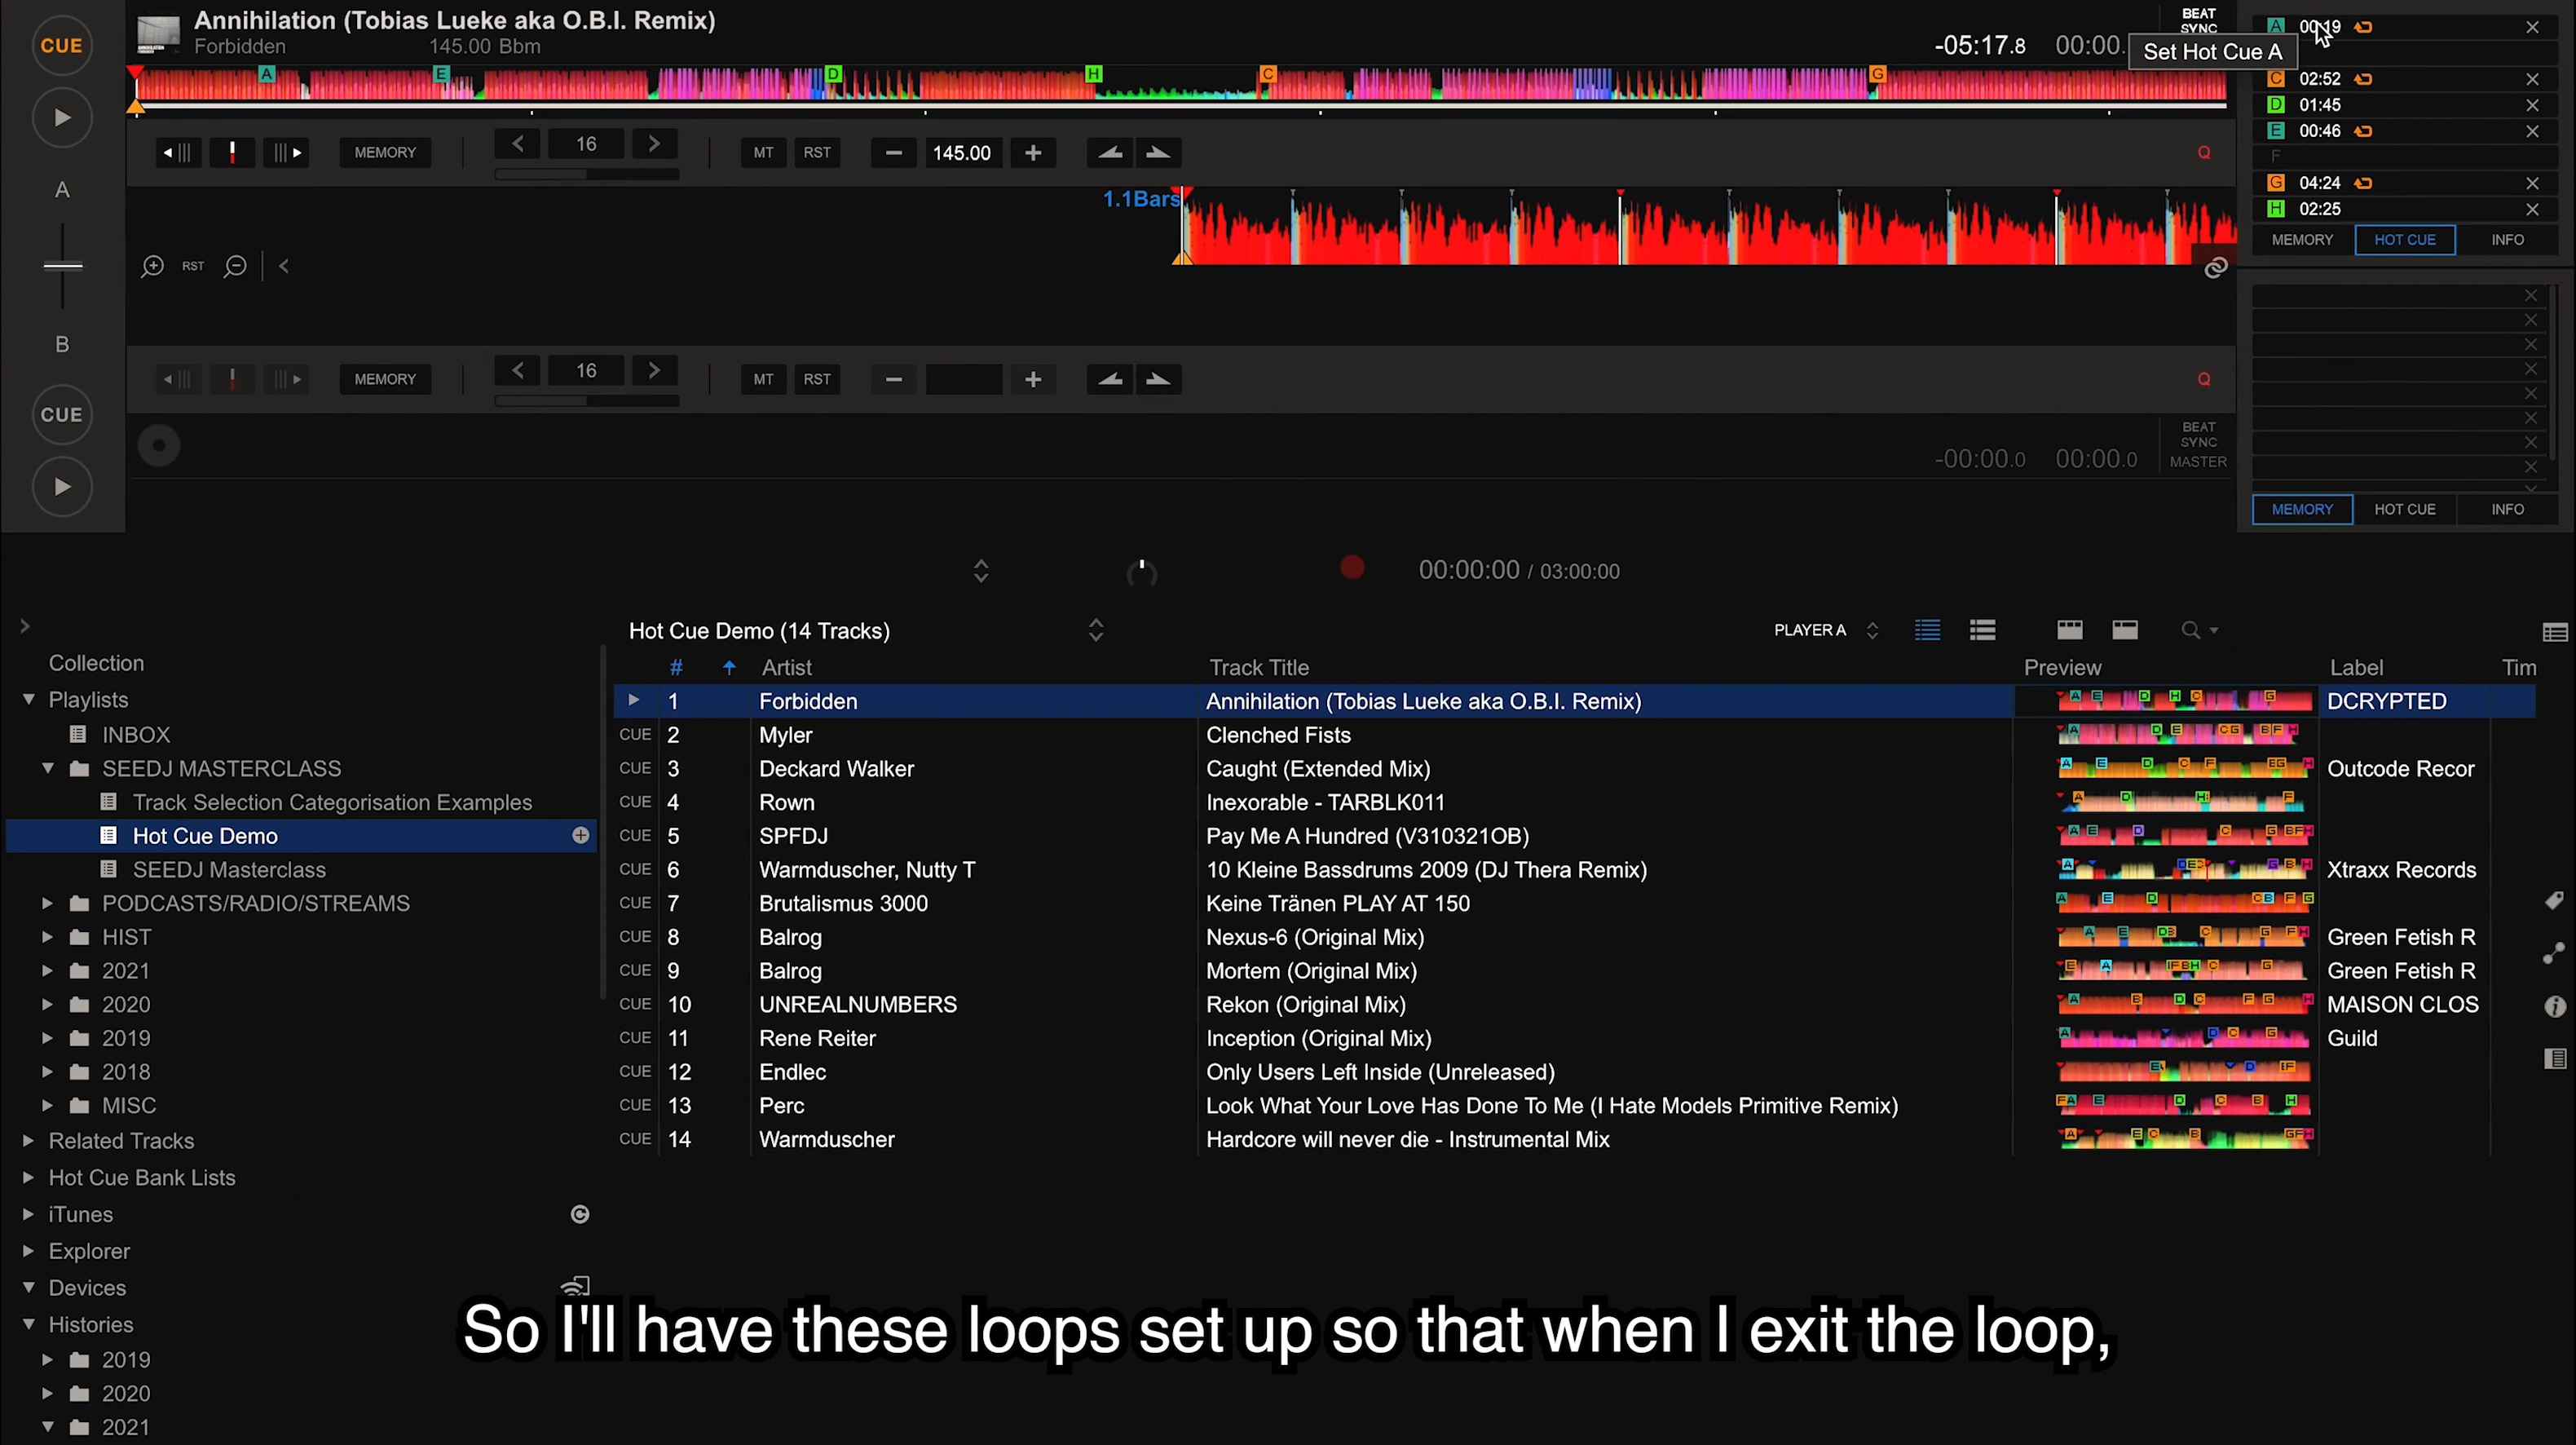 CUE
Annihilation (Tobias Lueke aka O.B.I. Remix)
Forbidden 145.00 Bbm
-05:17.8 00:00.
BEAT
SYNC
Set Hot Cue A
A 00:19
C 02:52
D 01:45
E 00:46
F
G 04:24
H 02:25
MEMORY HOT CUE INFO
A E D H C G
MEMORY 16 MT RST 145.00 Q
A
1.1Bars
RST
B
MEMORY 16 MT RST Q
CUE
-00:00.0 00:00.0
BEAT
SYNC
MASTER
MEMORY HOT CUE INFO
00:00:00 / 03:00:00
Collection
Playlists
INBOX
SEEDJ MASTERCLASS
Track Selection Categorisation Examples
Hot Cue Demo
SEEDJ Masterclass
PODCASTS/RADIO/STREAMS
HIST
2021
2020
2019
2018
MISC
Related Tracks
Hot Cue Bank Lists
iTunes
Explorer
Devices
Histories
2019
2020
2021
Hot Cue Demo (14 Tracks)
PLAYER A
# Artist Track Title Preview Label Tim
1 Forbidden Annihilation (Tobias Lueke aka O.B.I. Remix) DCRYPTED
CUE 2 Myler Clenched Fists
CUE 3 Deckard Walker Caught (Extended Mix) Outcode Recor
CUE 4 Rown Inexorable - TARBLK011
CUE 5 SPFDJ Pay Me A Hundred (V310321OB)
CUE 6 Warmduscher, Nutty T 10 Kleine Bassdrums 2009 (DJ Thera Remix) Xtraxx Records
CUE 7 Brutalismus 3000 Keine Tränen PLAY AT 150
CUE 8 Balrog Nexus-6 (Original Mix) Green Fetish R
CUE 9 Balrog Mortem (Original Mix) Green Fetish R
CUE 10 UNREALNUMBERS Rekon (Original Mix) MAISON CLOS
CUE 11 Rene Reiter Inception (Original Mix) Guild
CUE 12 Endlec Only Users Left Inside (Unreleased)
CUE 13 Perc Look What Your Love Has Done To Me (I Hate Models Primitive Remix)
CUE 14 Warmduscher Hardcore will never die - Instrumental Mix
So I'll have these loops set up so that when I exit the loop,